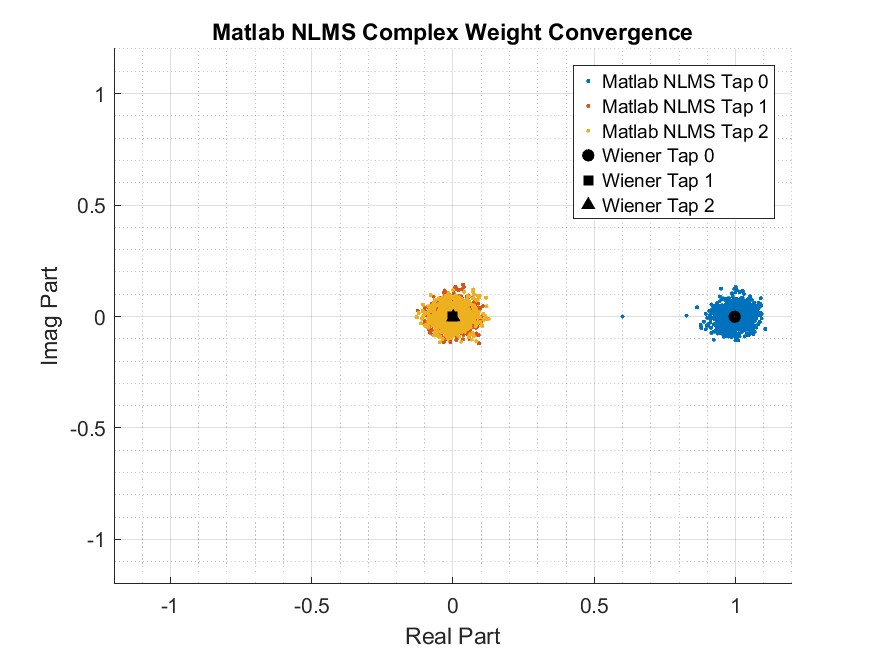 Matlab NLMS Complex Weight Convergence
Matlab NLMS Tap 0
Matlab NLMS Tap 1
Matlab NLMS Tap 2
Wiener Tap 0
Wiener Tap 1
Wiener Tap 2
1
0.5
0
-0.5
-1
Imag Part
-1
-0.5
0
0.5
1
Real Part